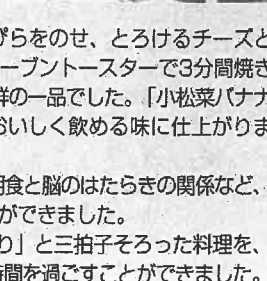 ぴらをのせ、とろけるチーズと
ーブントースターで3分間焼き
群の一品でした。「小松菜バナナ
おいしく飲める味に仕上がりま
朝食と脳のはたらきの関係など、
ができました。
り」と三拍子そろった料理を、
時間を過ごすことができました。